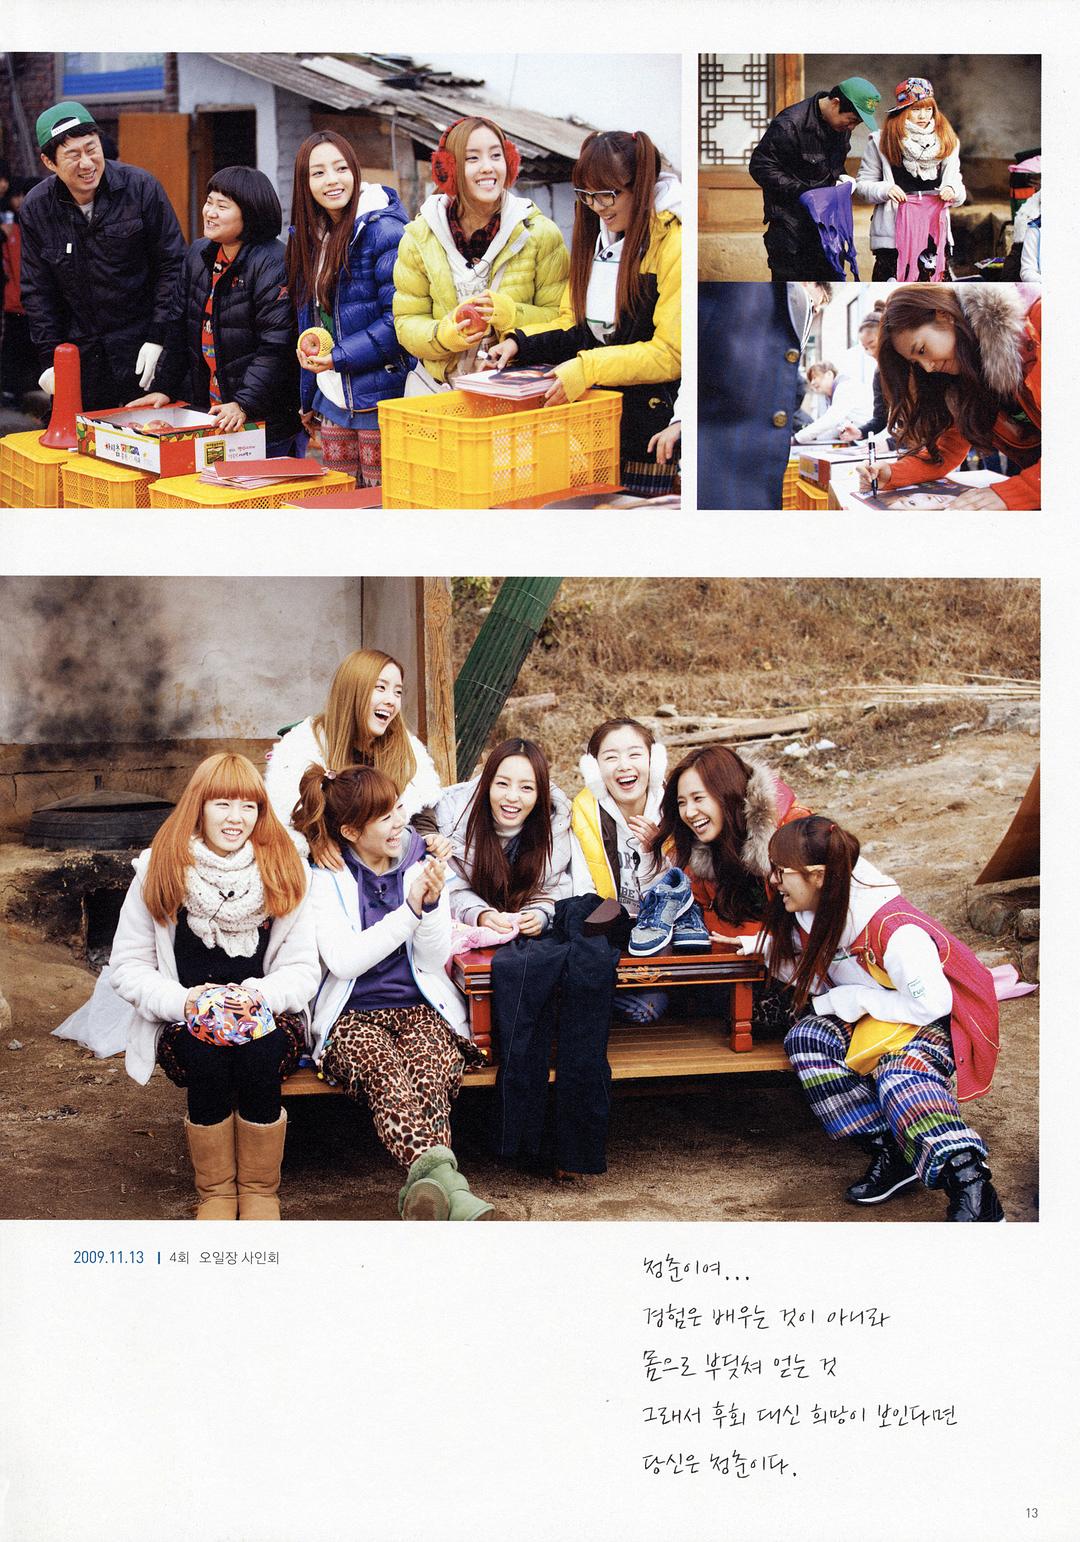 2009.11.13 | 4회 오일장 사인회
청춘이여...
경험은 배우는 것이 아니라
몸으로 부딪쳐 얻는 것
그래서 후회 대신 희망이 보인다면
당신은 청춘이다.
13